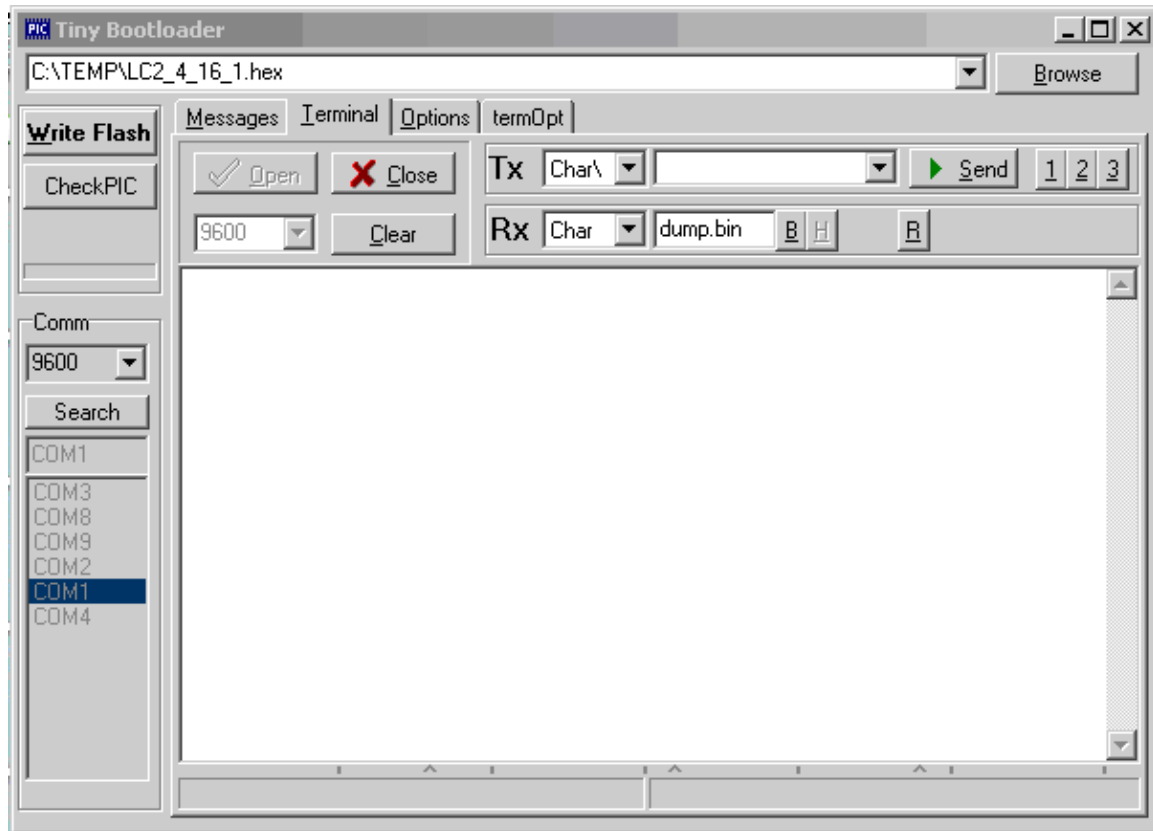 PIC Tiny Bootloader
C:\TEMP\LC2_4_16_1.hex Browse
Write Flash
CheckPIC
Messages Terminal Options termOpt
Open Close
9600 Clear
Tx Char\ Send 1 2 3
Rx Char dump.bin B H R
Comm
9600
Search
COM1
COM3
COM8
COM9
COM2
COM1
COM4